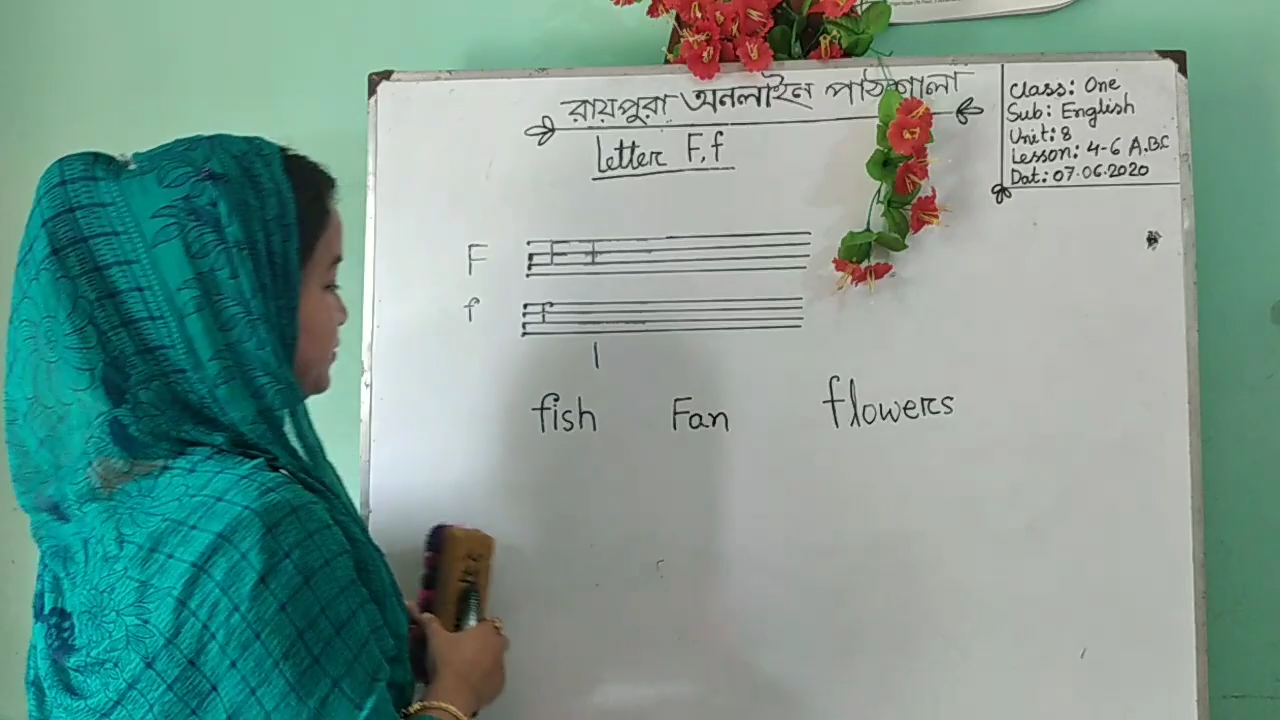 রায়পুরা অনলাইন পাঠশালা
Letter F,f
Class: One
Sub: English
Unit: 8
Lesson: 4-6 A.B.C
Dat: 07.06.2020
F
f
fish Fan flowers